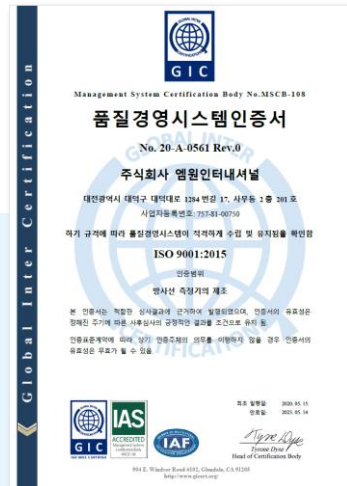 GLOBAL INTER CERTIFICATION
GIC
Management System Certification Body No.MSCB-108
품질경영시스템인증서
No. 20-A-0561 Rev.0
주식회사 엠원인터내셔널
대전광역시 대덕구 대덕대로 1284 번길 17, 사무동 2층 201호
사업자등록번호: 757-81-00750
하기 규격에 따라 품질경영시스템이 적격하게 수립 및 유지됨을 확인함
ISO 9001:2015
인증범위
방사선 측정기의 제조
본 인증서는 적합한 심사결과에 근거하여 발행되었으며, 인증서의 유효성은
정해진 주기에 따른 사후심사의 긍정적인 결과를 조건으로 유지 됨
인증표준계약에 따라 상기 인증주체의 의무를 이행하지 않을 경우 인증서의
유효성은 무효가 될 수 있음
Global Inter Certification
GIC
IAS
ACCREDITED
IAF
최초 발행일: 2020. 05. 15
만료일: 2023. 05. 14
Tyrone Dyse
Head of Certification Body
904 E. Windsor Road #102, Glendale, CA 91205